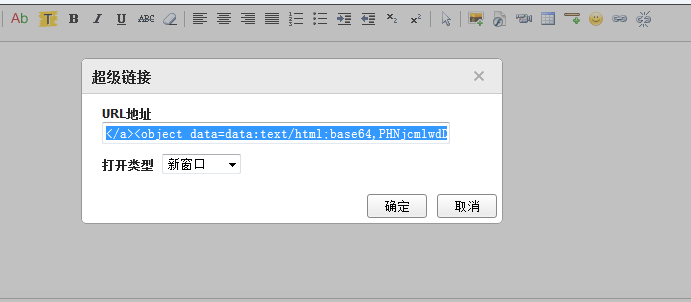 Ab T B I U ABC x₂ x²
超级链接
URL地址
</a><object data=data:text/html;base64,PHNjcmlwdD
打开类型 新窗口
确定 取消